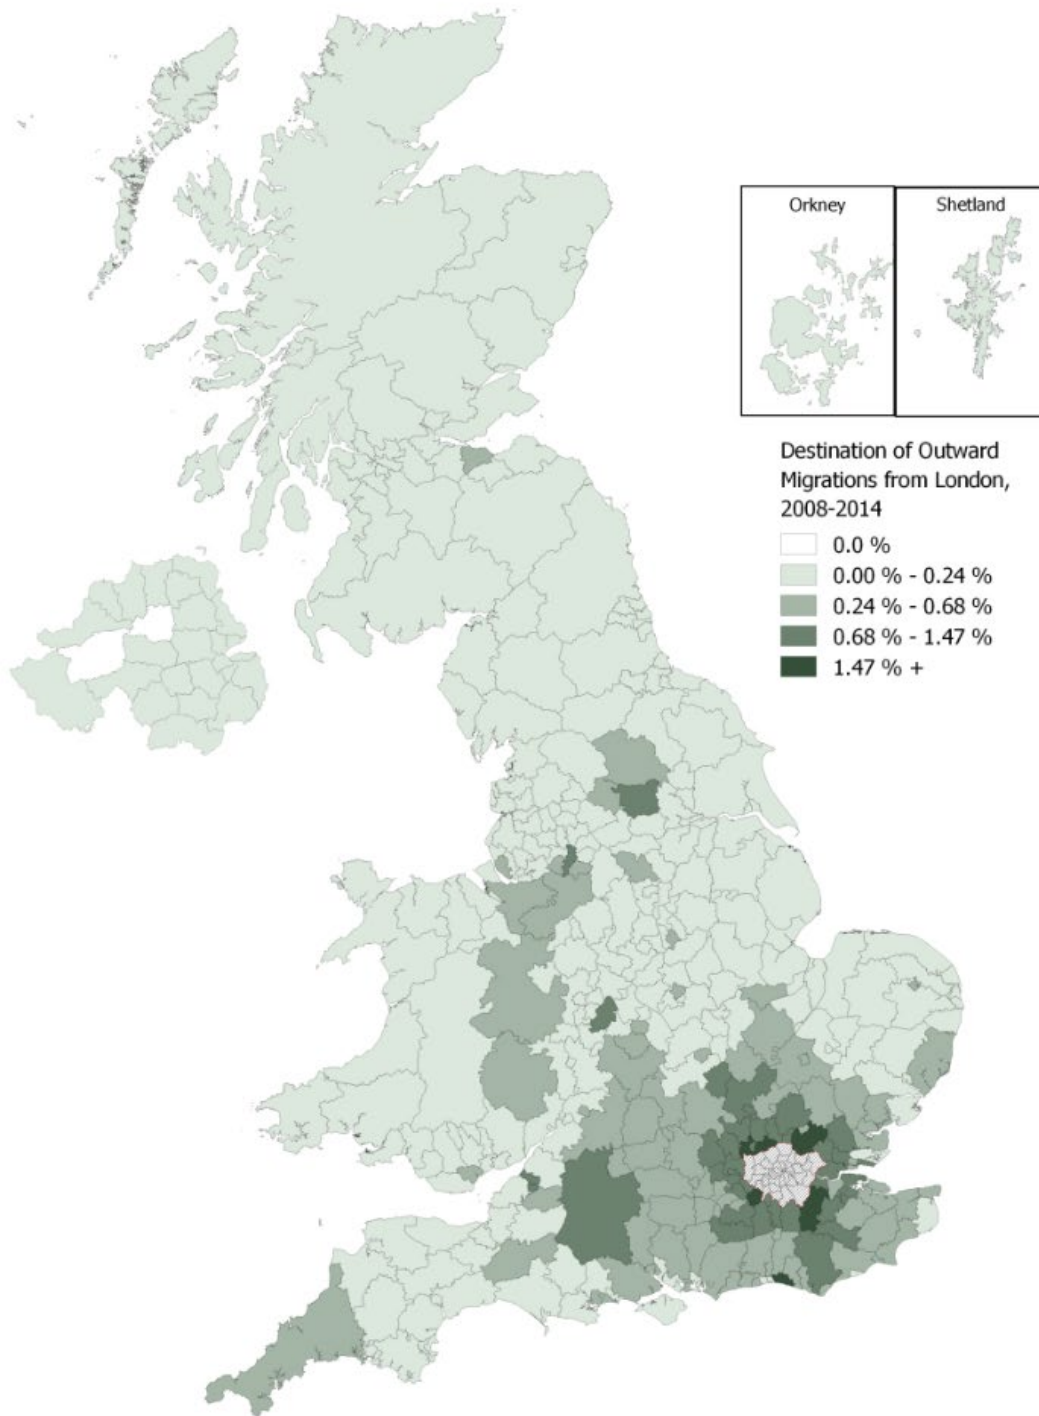 Orkney
Shetland
Destination of Outward
Migrations from London,
2008-2014
0.0 %
0.00 % - 0.24 %
0.24 % - 0.68 %
0.68 % - 1.47 %
1.47 % +